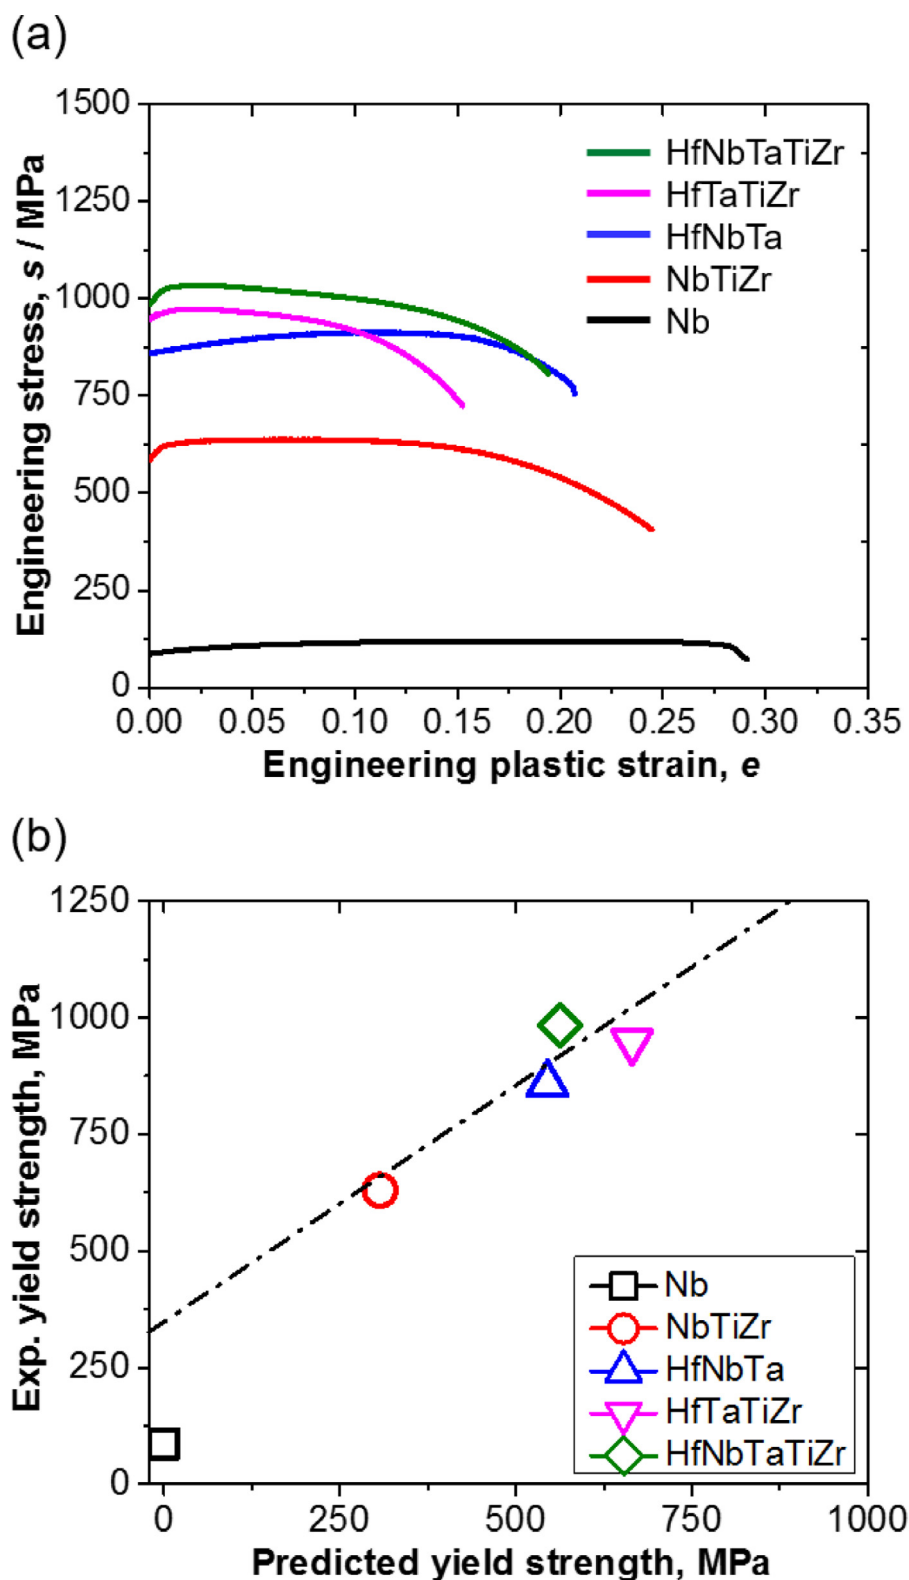 (a)
1500
1250
1000
750
500
250
0
Engineering stress, s / MPa
HfNbTaTiZr
HfTaTiZr
HfNbTa
NbTiZr
Nb
0.00 0.05 0.10 0.15 0.20 0.25 0.30 0.35
Engineering plastic strain, e
(b)
1250
1000
750
500
250
0
Exp. yield strength, MPa
Nb
NbTiZr
HfNbTa
HfTaTiZr
HfNbTaTiZr
0 250 500 750 1000
Predicted yield strength, MPa